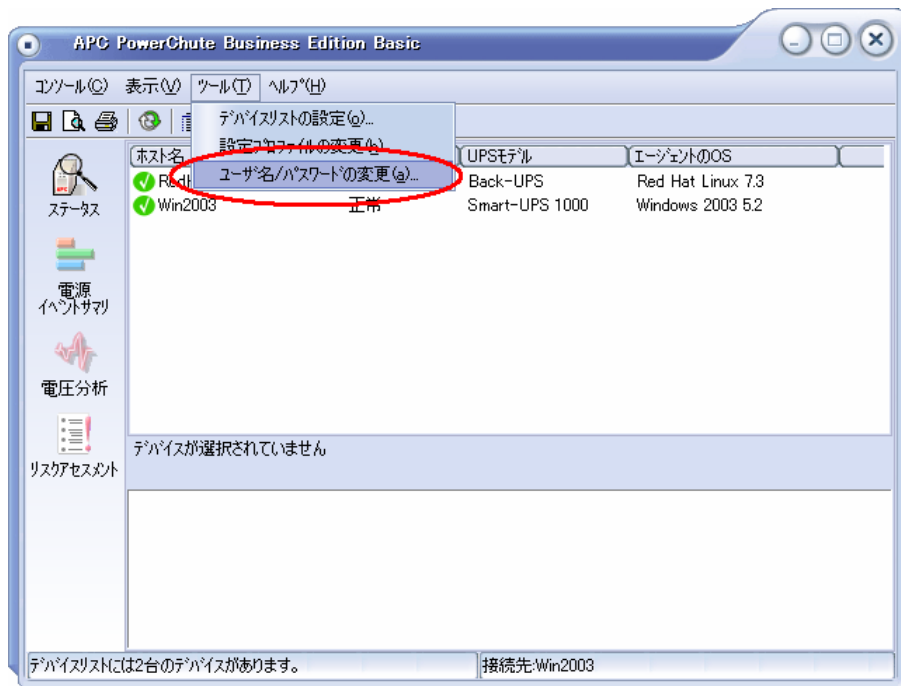 APC PowerChute Business Edition Basic
コンソール(C) 表示(V) ツール(T) ヘルプ(H)
デバイスリストの設定(g)...
設定プロファイルの変更(h)...
ユーザ名/パスワードの変更(a)...
ホスト名 UPSモデル エージェントのOS
Back-UPS Red Hat Linux 7.3
Win2003 正常 Smart-UPS 1000 Windows 2003 5.2
ステータス
電源
イベントサマリ
電圧分析
リスクアセスメント
デバイスが選択されていません
デバイスリストには2台のデバイスがあります。 接続先:Win2003